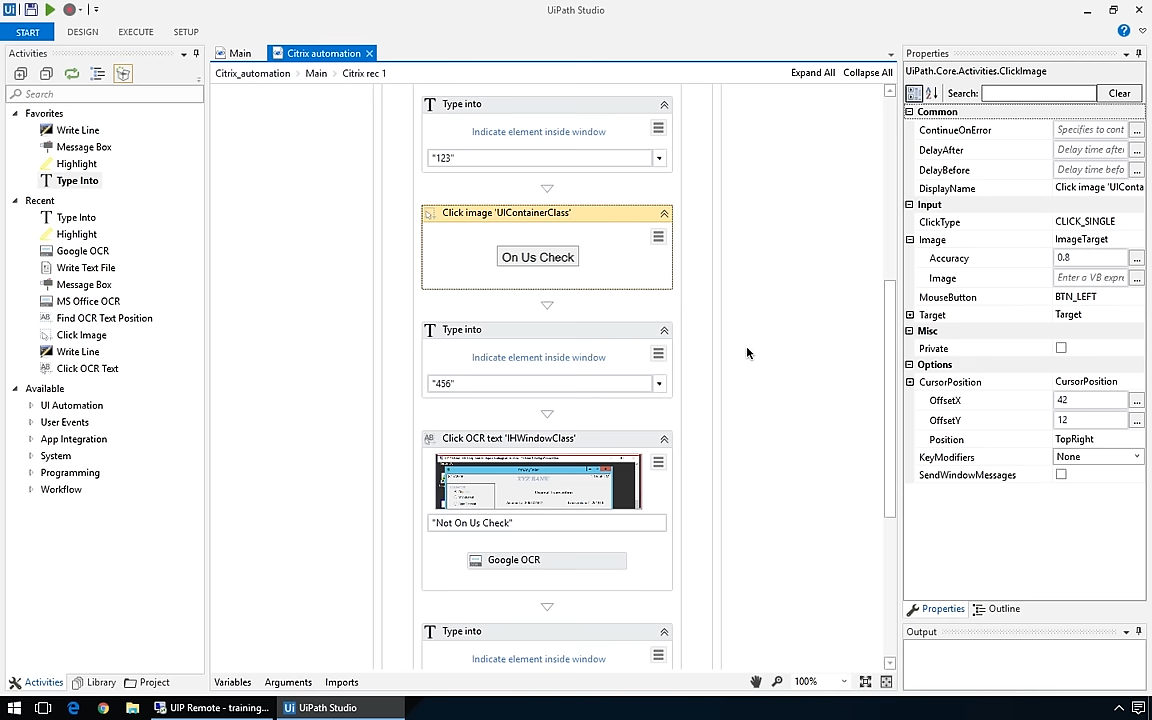 UiPath Studio
START DESIGN EXECUTE SETUP
Activities
Search
Favorites
Write Line
Message Box
Highlight
Type Into
Recent
Type Into
Highlight
Google OCR
Write Text File
Message Box
MS Office OCR
Find OCR Text Position
Click Image
Write Line
Click OCR Text
Available
UI Automation
User Events
App Integration
System
Programming
Workflow
Activities Library Project
Main Citrix automation
Citrix_automation Main Citrix rec 1 Expand All Collapse All
Type into
Indicate element inside window
"123"
Click image 'UIContainerClass'
On Us Check
Type into
Indicate element inside window
"456"
Click OCR text 'IHWindowClass'
XYZ BANK
"Not On Us Check"
Google OCR
Type into
Indicate element inside window
Variables Arguments Imports 100%
Properties
UiPath.Core.Activities.ClickImage
Search: Clear
Common
ContinueOnError Specifies to cont ...
DelayAfter Delay time after ...
DelayBefore Delay time befo ...
DisplayName Click image 'UIConta
Input
ClickType CLICK_SINGLE
Image ImageTarget
Accuracy 0.8 ...
Image Enter a VB expre ...
MouseButton BTN_LEFT
Target Target
Misc
Private
Options
CursorPosition CursorPosition
OffsetX 42 ...
OffsetY 12 ...
Position TopRight
KeyModifiers None
SendWindowMessages
Properties Outline
Output
UIP Remote - training... UiPath Studio